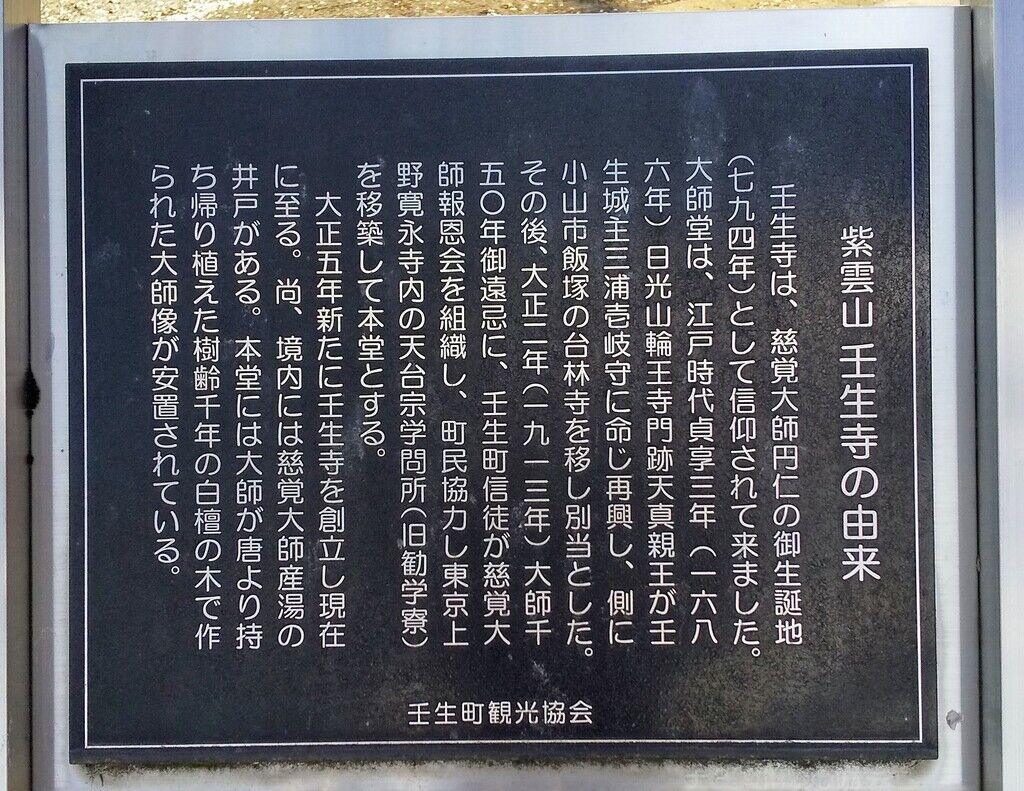 紫雲山 壬生寺の由来
壬生寺は、慈覚大師円仁の御生誕地
(七九四年)として信仰されて来ました。
大師堂は、江戸時代貞享三年(一六八
六年)日光山輪王寺門跡天真親王が壬
生城主三浦壱岐守に命じ再興し、側に
小山市飯塚の台林寺を移し別当とした。
その後、大正二年(一九一三年)大師千
五〇年御遠忌に、壬生町信徒が慈覚大
師報恩会を組織し、町民協力し東京上
野寛永寺内の天台宗学問所(旧勧学寮)
を移築して本堂とする。
大正五年新たに壬生寺を創立し現在
に至る。尚、境内には慈覚大師産湯の
井戸がある。本堂には大師が唐より持
ち帰り植えた樹齢千年の白檀の木で作
られた大師像が安置されている。
壬生町観光協会